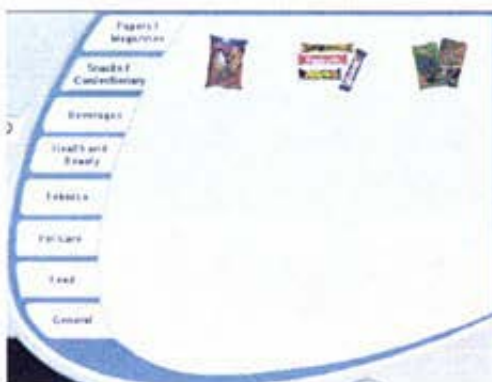 Papers /
Magazines
Snacks /
Confectionery
Beverages
Health and
Beauty
Tobacco
Pet Care
Food
General